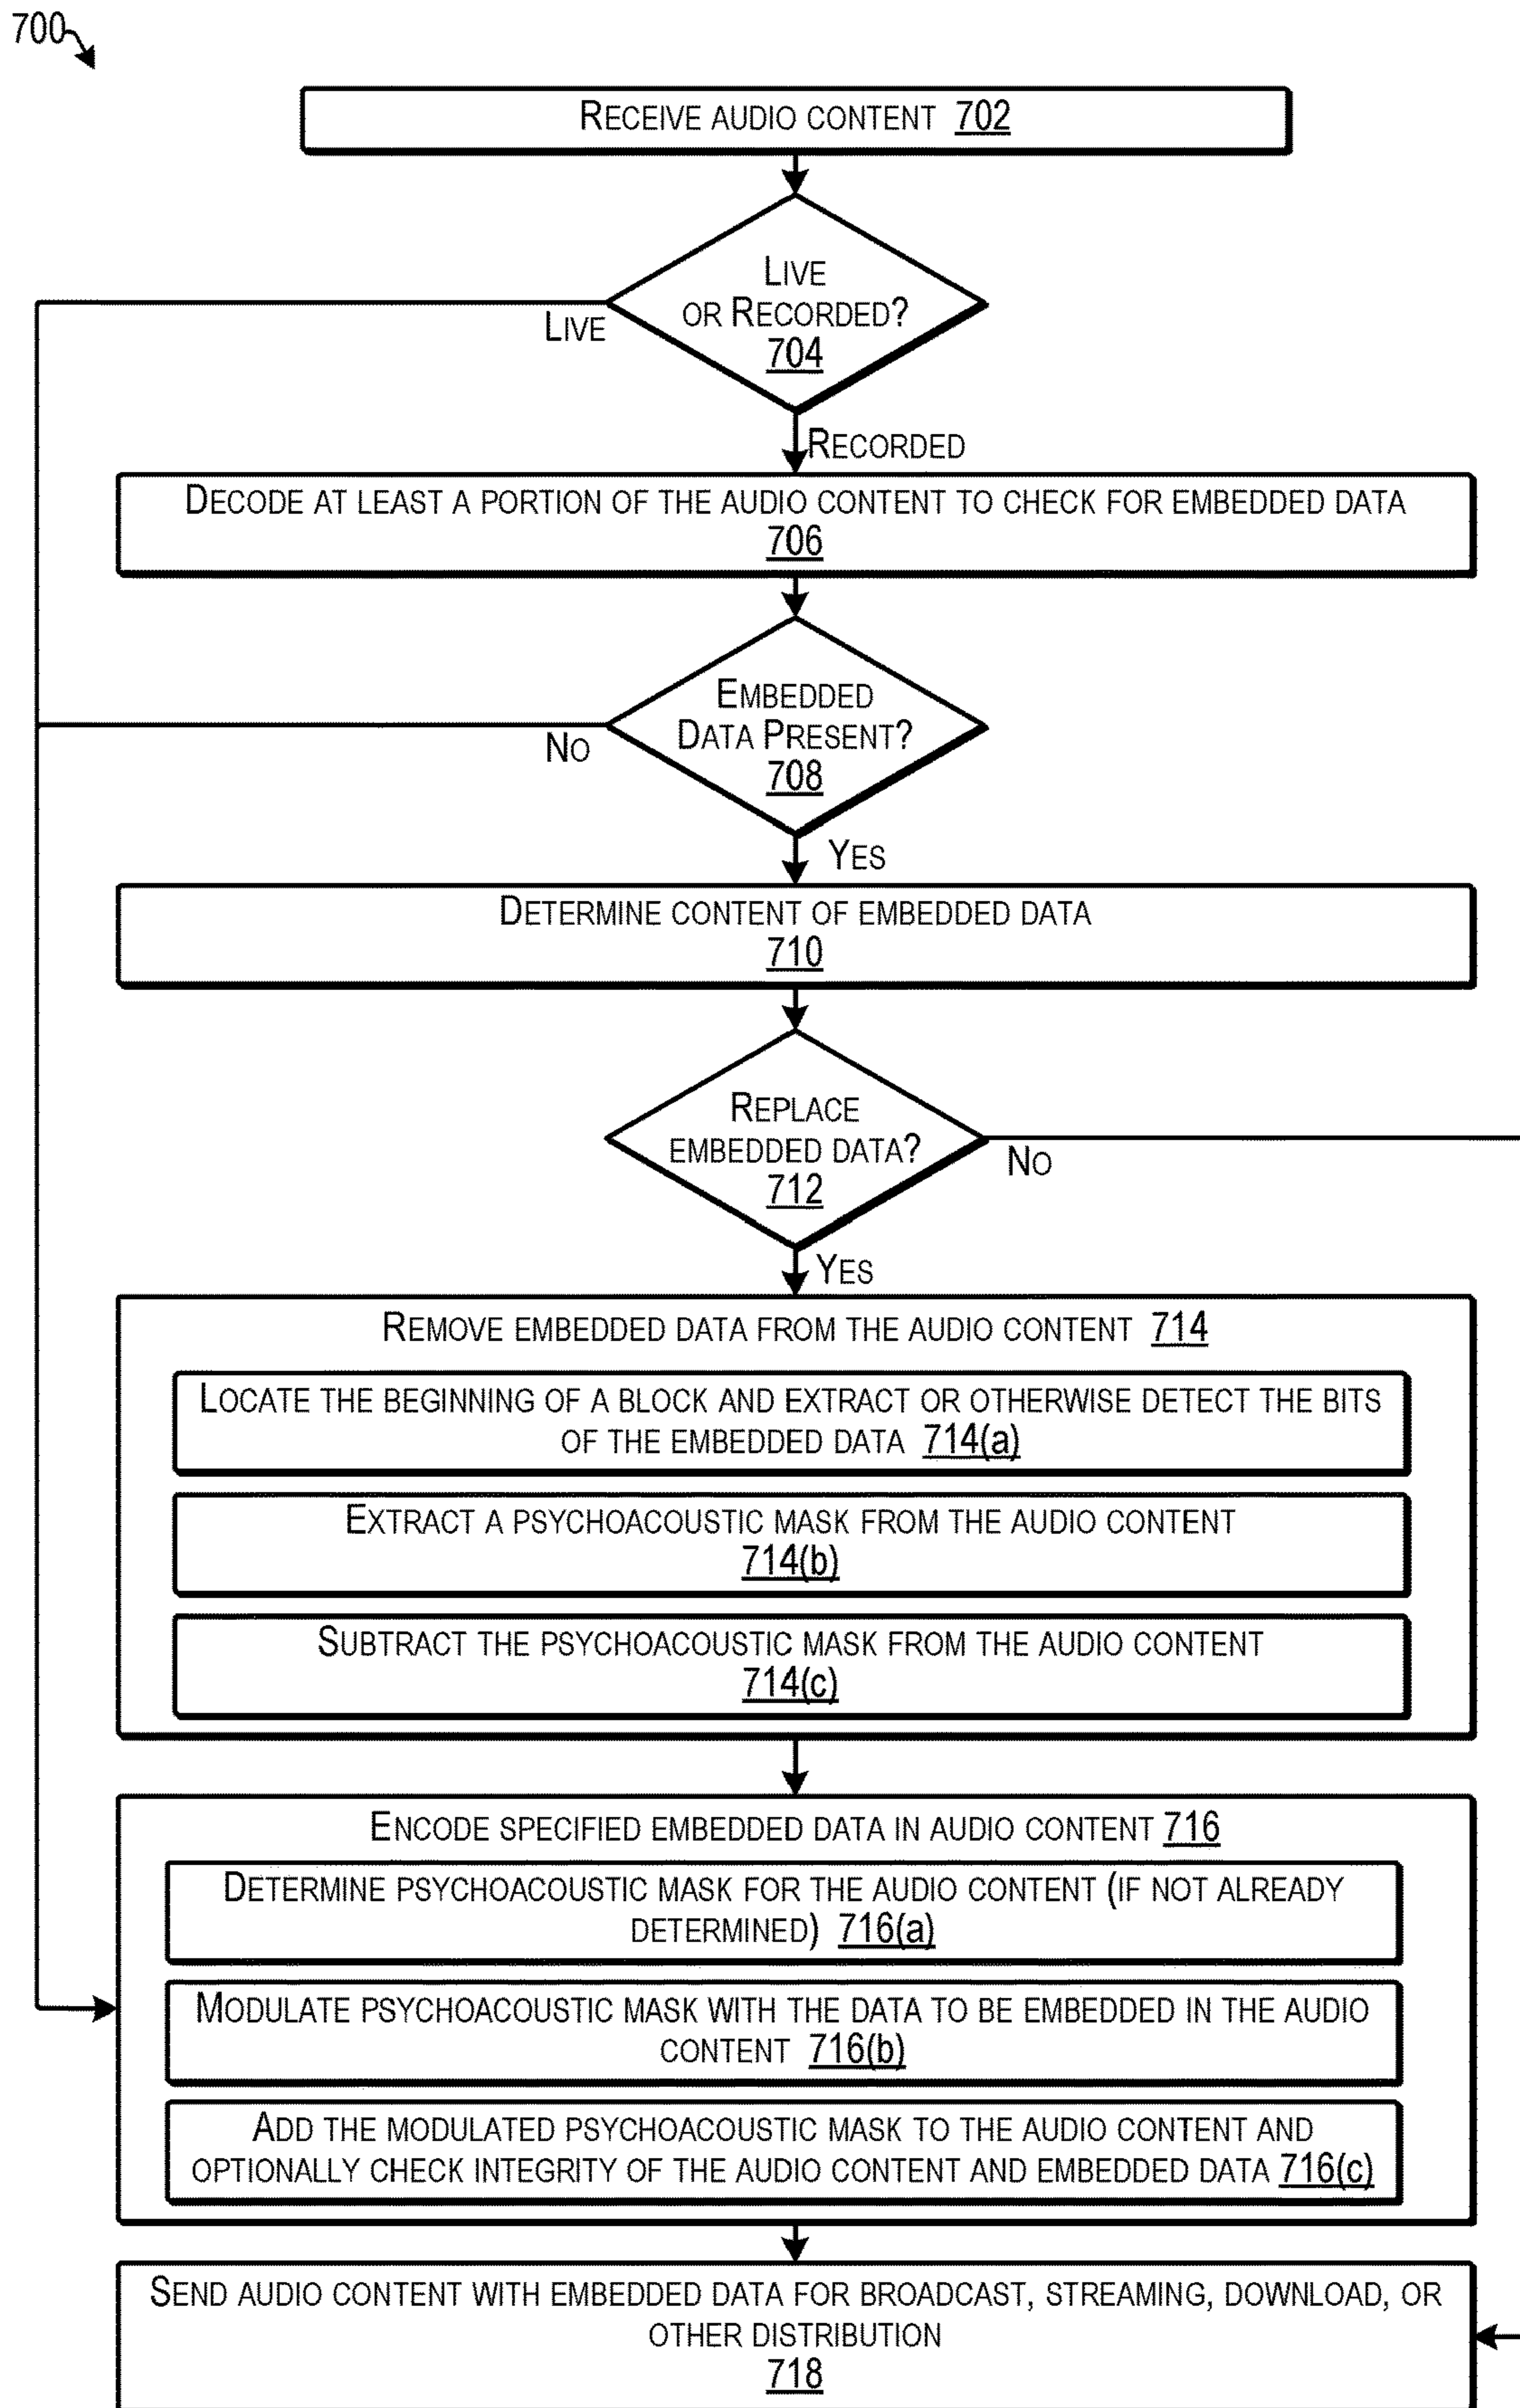 700
RECEIVE AUDIO CONTENT 702
LIVE
OR RECORDED?
704
LIVE
RECORDED
DECODE AT LEAST A PORTION OF THE AUDIO CONTENT TO CHECK FOR EMBEDDED DATA
706
EMBEDDED
DATA PRESENT?
708
NO
YES
DETERMINE CONTENT OF EMBEDDED DATA
710
REPLACE
EMBEDDED DATA?
712
NO
YES
REMOVE EMBEDDED DATA FROM THE AUDIO CONTENT 714
LOCATE THE BEGINNING OF A BLOCK AND EXTRACT OR OTHERWISE DETECT THE BITS
OF THE EMBEDDED DATA 714(a)
EXTRACT A PSYCHOACOUSTIC MASK FROM THE AUDIO CONTENT
714(b)
SUBTRACT THE PSYCHOACOUSTIC MASK FROM THE AUDIO CONTENT
714(c)
ENCODE SPECIFIED EMBEDDED DATA IN AUDIO CONTENT 716
DETERMINE PSYCHOACOUSTIC MASK FOR THE AUDIO CONTENT (IF NOT ALREADY
DETERMINED) 716(a)
MODULATE PSYCHOACOUSTIC MASK WITH THE DATA TO BE EMBEDDED IN THE AUDIO
CONTENT 716(b)
ADD THE MODULATED PSYCHOACOUSTIC MASK TO THE AUDIO CONTENT AND
OPTIONALLY CHECK INTEGRITY OF THE AUDIO CONTENT AND EMBEDDED DATA 716(c)
SEND AUDIO CONTENT WITH EMBEDDED DATA FOR BROADCAST, STREAMING, DOWNLOAD, OR
OTHER DISTRIBUTION
718